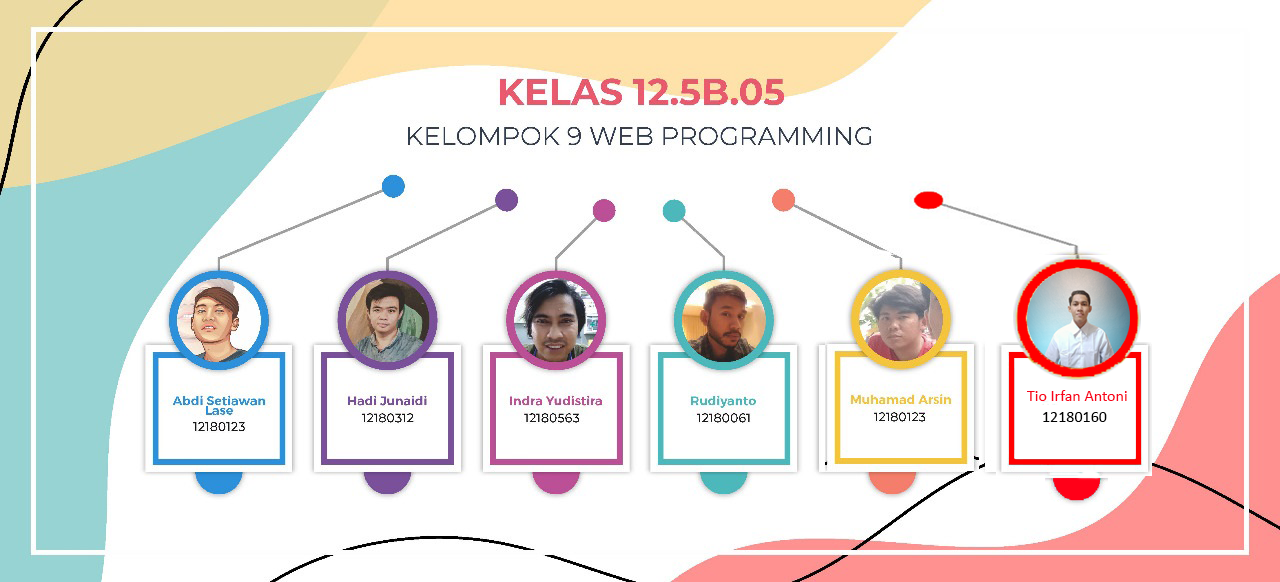 KELAS 12.5B.05
KELOMPOK 9 WEB PROGRAMMING
Abdi Setiawan
Lase
12180123
Hadi Junaidi
12180312
Indra Yudistira
12180563
Rudiyanto
12180061
Muhamad Arsin
12180123
Tio Irfan Antoni
12180160